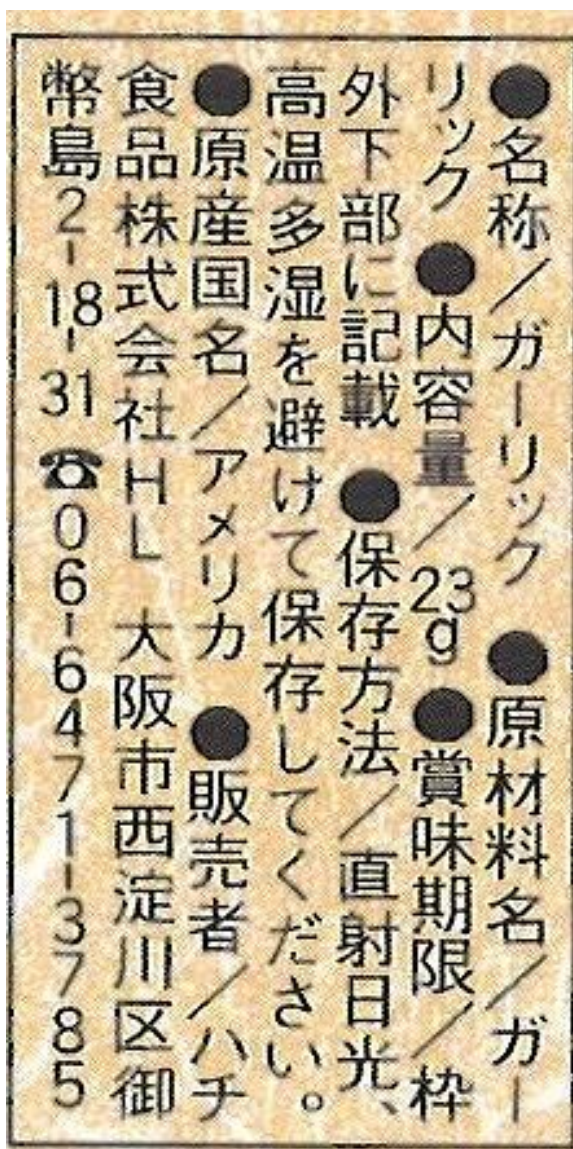 ●名称／ガーリック ●原材料名／ガー
リック ●内容量／23g ●賞味期限／枠
外下部に記載 ●保存方法／直射日光、
高温多湿を避けて保存してください。
●原産国名／アメリカ ●販売者／ハチ
食品株式会社HL 大阪市西淀川区御
幣島2-18-31 ☎06-6471-3785